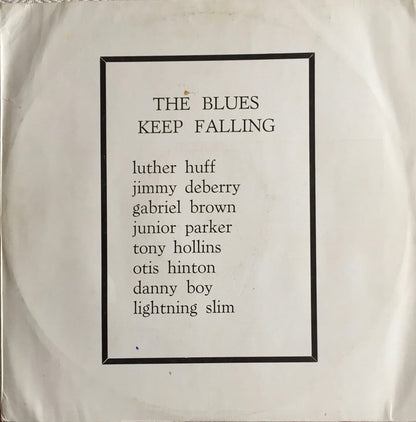 THE BLUES
KEEP FALLING
luther huff
jimmy deberry
gabriel brown
junior parker
tony hollins
otis hinton
danny boy
lightning slim